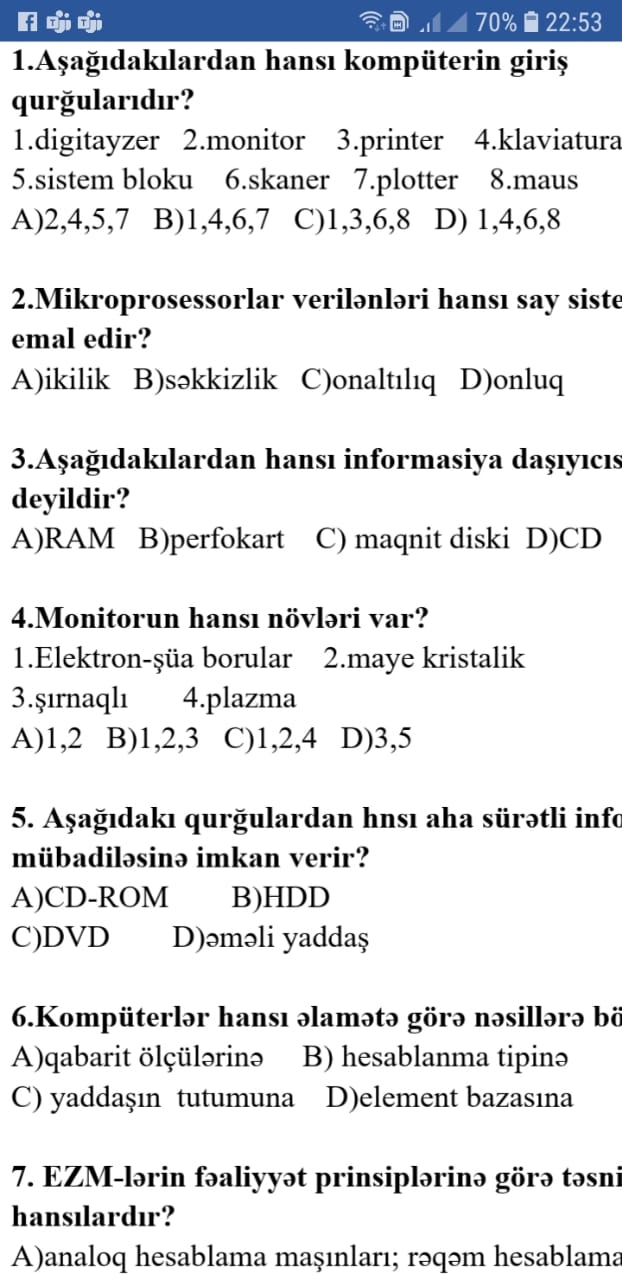 70% 22:53
1.Aşağıdakılardan hansı kompüterin giriş
qurğularıdır?
1.digitayzer 2.monitor 3.printer 4.klaviatura
5.sistem bloku 6.skaner 7.plotter 8.maus
A)2,4,5,7 B)1,4,6,7 C)1,3,6,8 D) 1,4,6,8
2.Mikroprosessorlar verilənləri hansı say siste
emal edir?
A)ikilik B)səkkizlik C)onaltılıq D)onluq
3.Aşağıdakılardan hansı informasiya daşıyıcıs
deyildir?
A)RAM B)perfokart C) maqnit diski D)CD
4.Monitorun hansı növləri var?
1.Elektron-şüa borular 2.maye kristalik
3.şırnaqlı 4.plazma
A)1,2 B)1,2,3 C)1,2,4 D)3,5
5. Aşağıdakı qurğulardan hnsı aha sürətli info
mübadiləsinə imkan verir?
A)CD-ROM B)HDD
C)DVD D)əməli yaddaş
6.Kompüterlər hansı əlamətə görə nəsillərə bö
A)qabarit ölçülərinə B) hesablanma tipinə
C) yaddaşın tutumuna D)element bazasına
7. EZM-lərin fəaliyyət prinsiplərinə görə təsni
hansılardır?
A)analoq hesablama maşınları; rəqəm hesablama